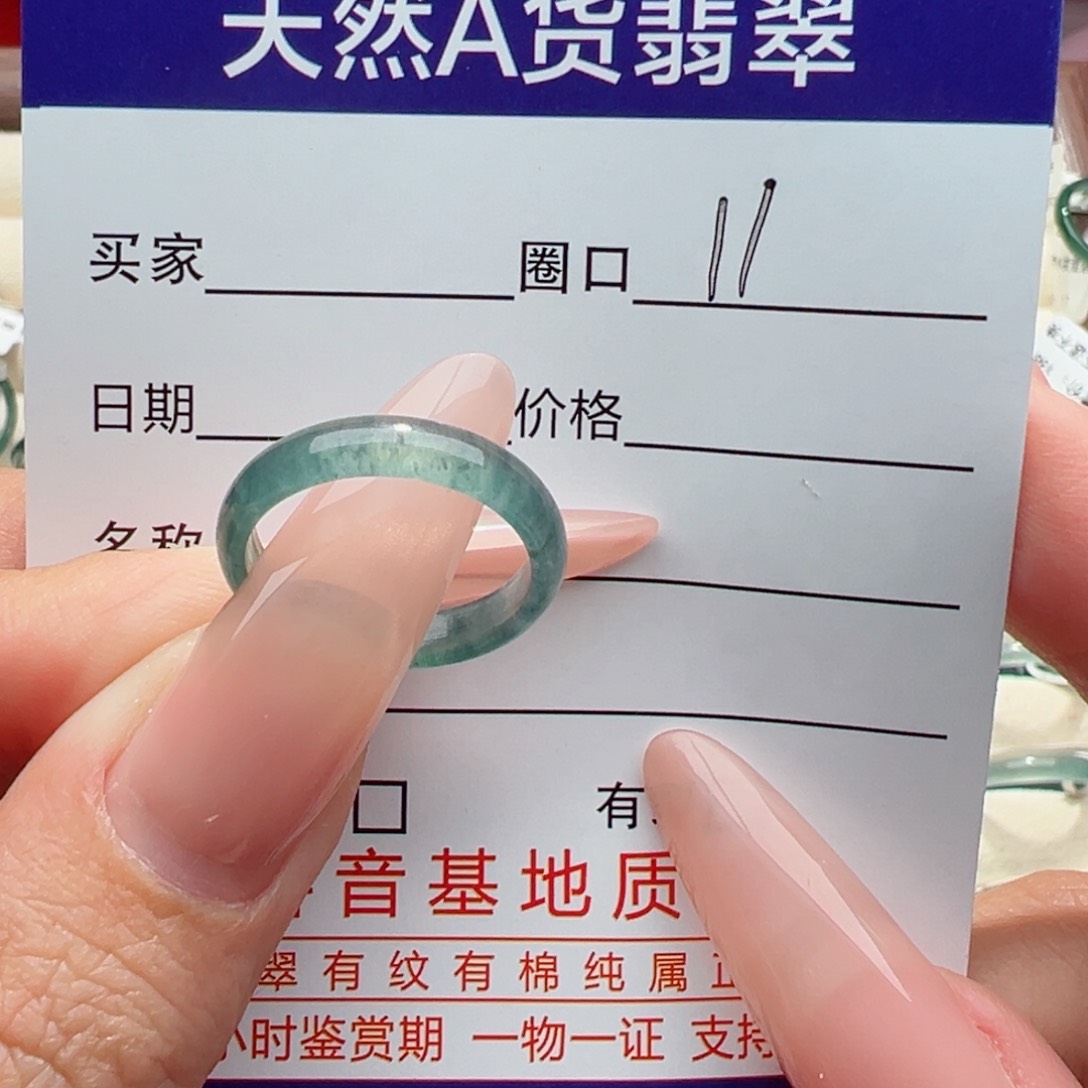 天然A货翡翠
买家 圈口 11
日期 价格
名称
有
音基地质
翠有纹有棉纯属
小时鉴赏期 一物一证 支持